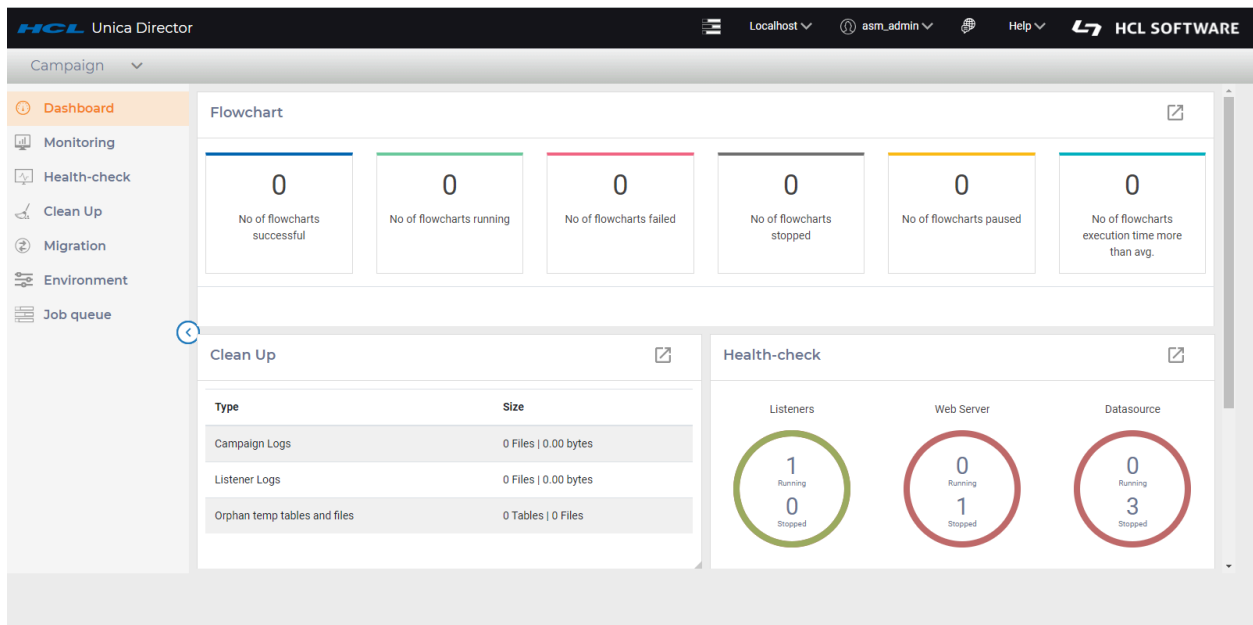 HCL Unica Director
Localhost
asm_admin
Help
HCL SOFTWARE
Campaign
Dashboard
Monitoring
Health-check
Clean Up
Migration
Environment
Job queue
Flowchart
0
No of flowcharts
successful
0
No of flowcharts running
0
No of flowcharts failed
0
No of flowcharts
stopped
0
No of flowcharts paused
0
No of flowcharts
execution time more
than avg.
Clean Up
Type Size
Campaign Logs 0 Files | 0.00 bytes
Listener Logs 0 Files | 0.00 bytes
Orphan temp tables and files 0 Tables | 0 Files
Health-check
Listeners
1
Running
0
Stopped
Web Server
0
Running
1
Stopped
Datasource
0
Running
3
Stopped